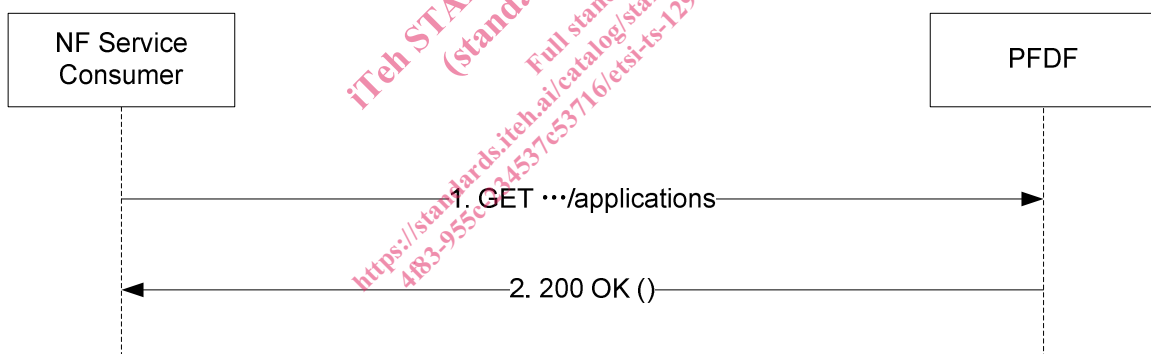 NF Service
Consumer
PFDF
1. GET ···/applications
2. 200 OK ()
iTeh STA
(standa
Full stand
https://standards.iteh.ai/catalog/sta
4f83-955c-234537c53716/etsi-ts-129